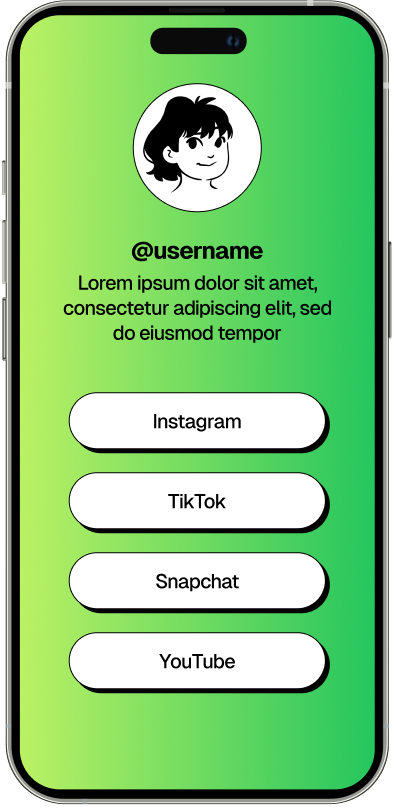 @username
Lorem ipsum dolor sit amet,
consectetur adipiscing elit, sed
do eiusmod tempor
Instagram
TikTok
Snapchat
YouTube